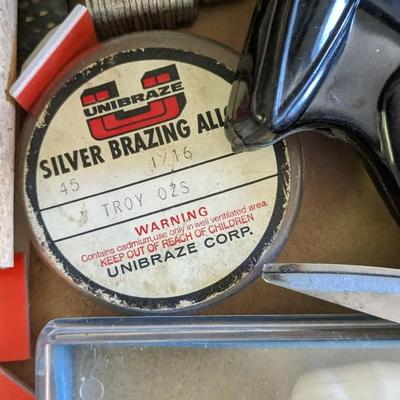 UNIBRAZE
SILVER BRAZING ALL
45 1/16
TROY OZS
WARNING
Contains cadmium,use only in well ventilated area.
KEEP OUT OF REACH OF CHILDREN
UNIBRAZE CORP.